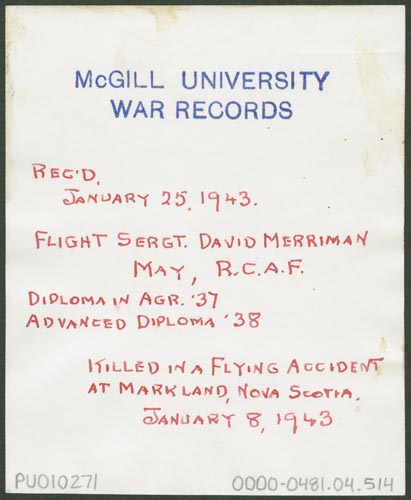 McGILL UNIVERSITY
WAR RECORDS
REC'D.
JANUARY 25, 1943.
FLIGHT SERGT. DAVID MERRIMAN
MAY, R.C.A.F.
DIPLOMA IN AGR. '37
ADVANCED DIPLOMA '38
KILLED IN A FLYING ACCIDENT
AT MARKLAND, NOVA SCOTIA.
JANUARY 8, 1943
PU010271
0000-0481.04.514